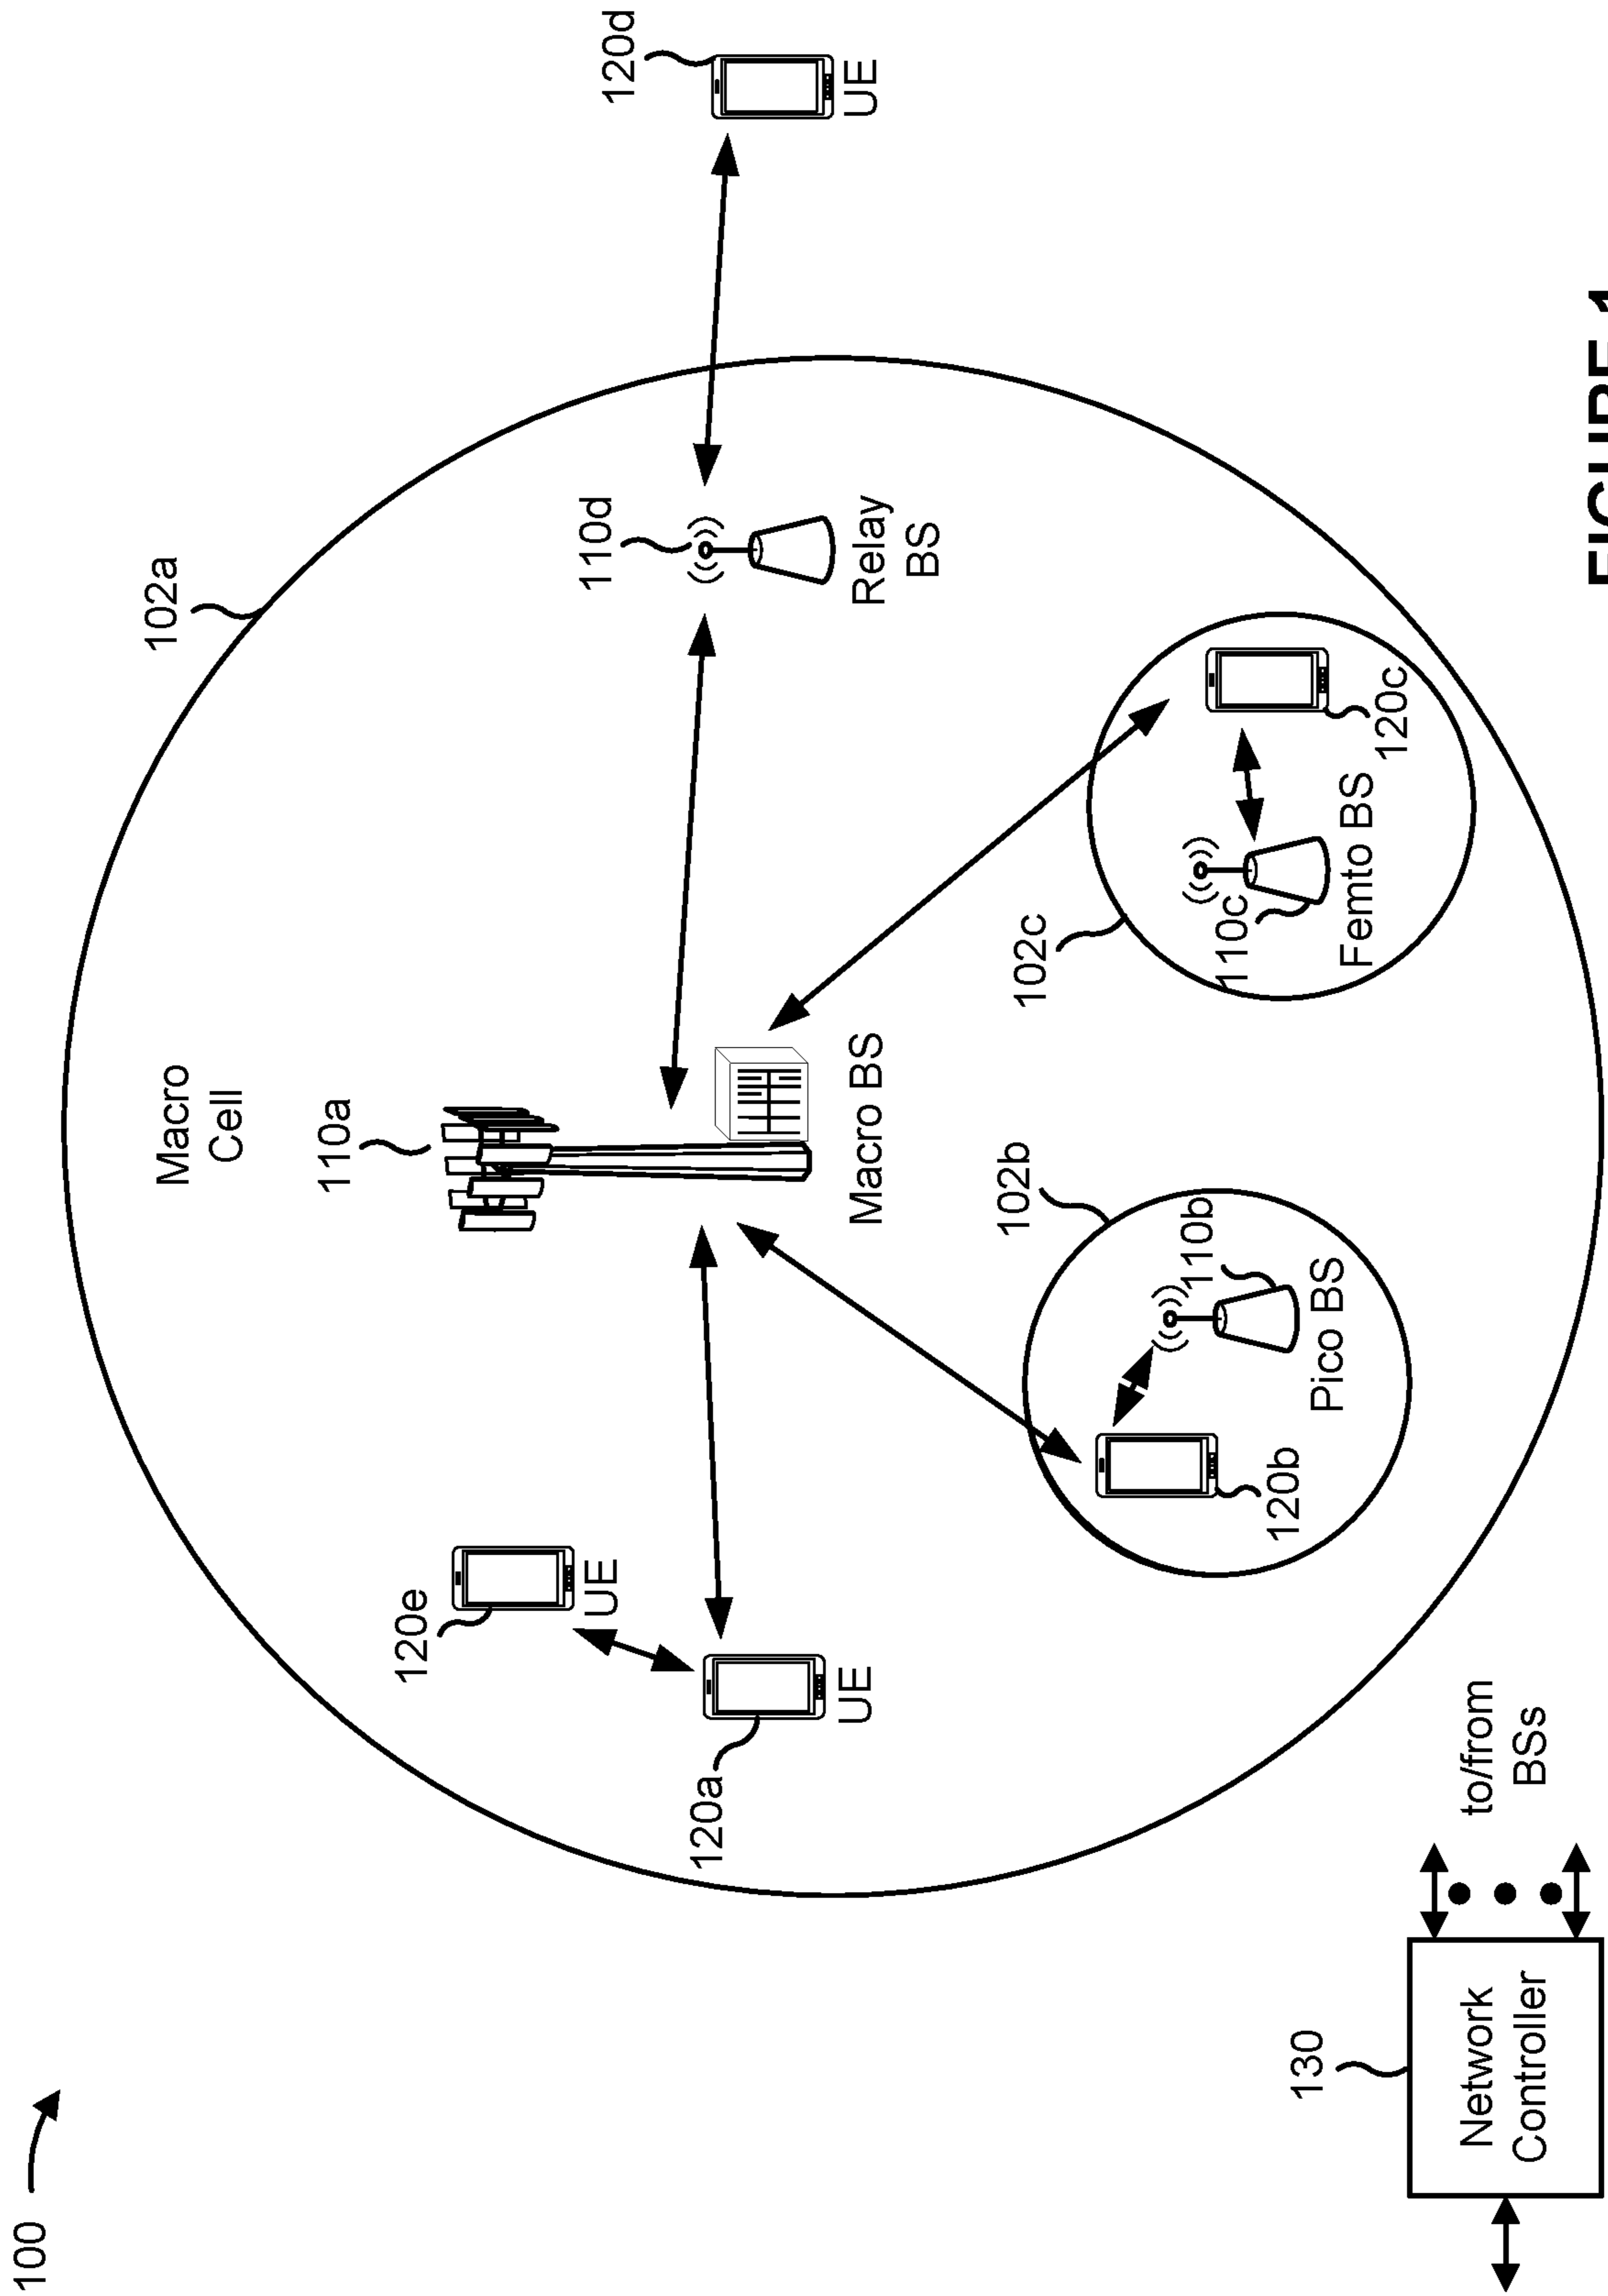 100
102a
Macro
Cell
110a
120d
UE
110d
Relay
BS
120e
UE
120a
UE
Macro BS
102b
102c
110b
Pico BS
120b
110c
Femto BS
120c
130
Network
Controller
to/from
BSs
FIGURE 1